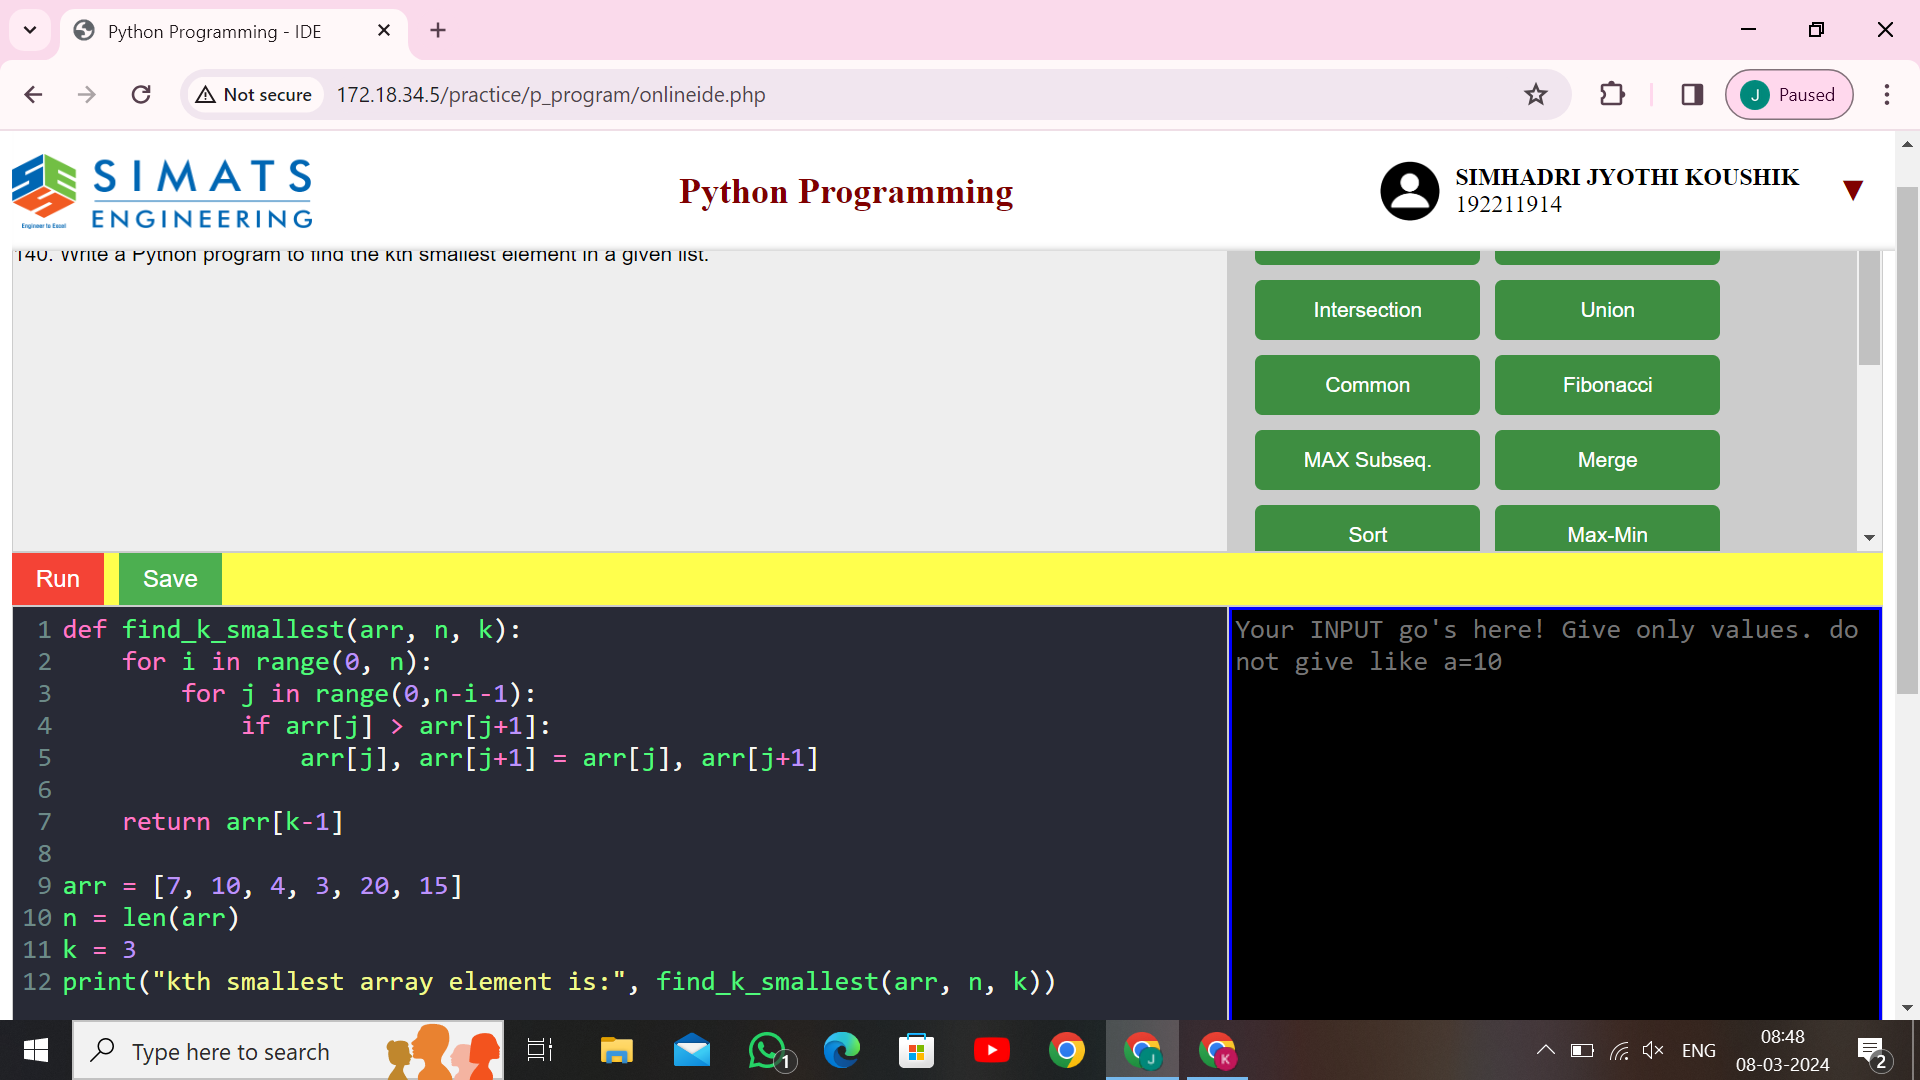 Python Programming - IDE
Not secure
172.18.34.5/practice/p_program/onlineide.php
J
Paused
SIMATS
ENGINEERING
Engineer to Excel
Python Programming
SIMHADRI JYOTHI KOUSHIK
192211914
140. Write a Python program to find the kth smallest element in a given list.
Intersection
Union
Common
Fibonacci
MAX Subseq.
Merge
Sort
Max-Min
Run
Save
1 def find_k_smallest(arr, n, k):
2     for i in range(0, n):
3         for j in range(0,n-i-1):
4             if arr[j] > arr[j+1]:
5                 arr[j], arr[j+1] = arr[j], arr[j+1]
6
7     return arr[k-1]
8
9 arr = [7, 10, 4, 3, 20, 15]
10 n = len(arr)
11 k = 3
12 print("kth smallest array element is:", find_k_smallest(arr, n, k))
Your INPUT go's here! Give only values. do
not give like a=10
Type here to search
1
J
K
ENG
08:48
08-03-2024
2